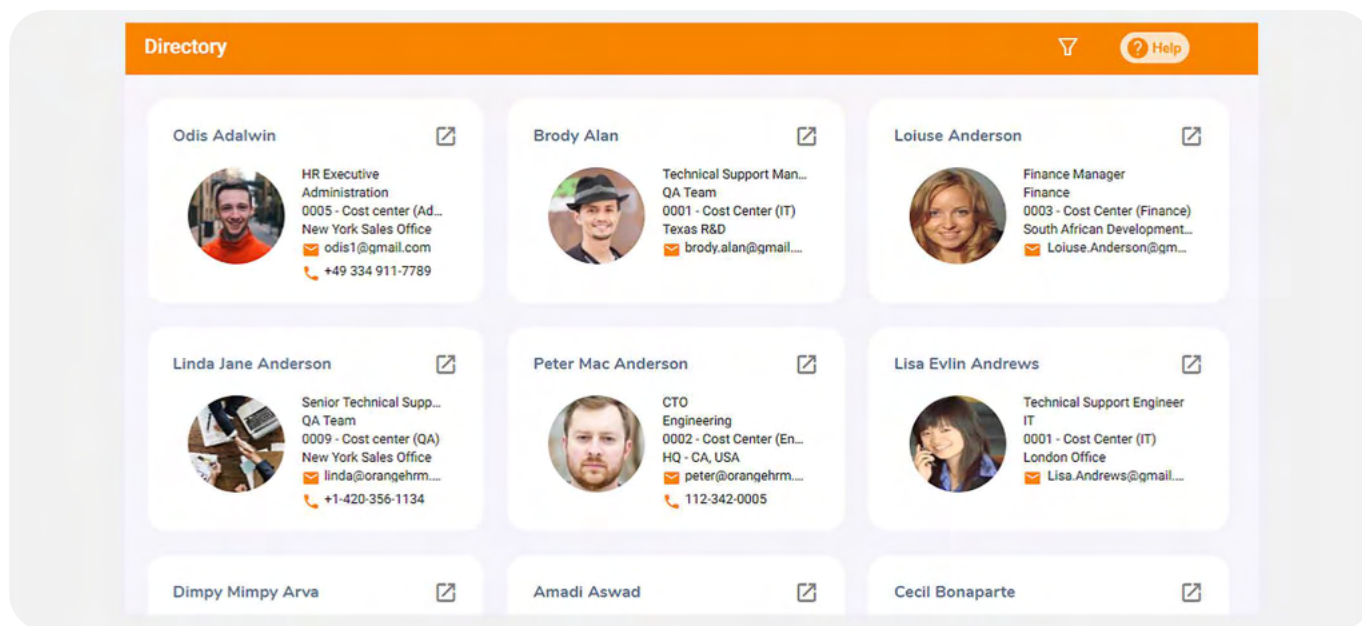 Directory
Help
Odis Adalwin
HR Executive
Administration
0005 - Cost center (Ad...
New York Sales Office
odis1@gmail.com
+49 334 911-7789
Brody Alan
Technical Support Man...
QA Team
0001 - Cost Center (IT)
Texas R&D
brody.alan@gmail....
Loiuse Anderson
Finance Manager
Finance
0003 - Cost Center (Finance)
South African Development...
Loiuse.Anderson@gm...
Linda Jane Anderson
Senior Technical Supp...
QA Team
0009 - Cost center (QA)
New York Sales Office
linda@orangehrm....
+1-420-356-1134
Peter Mac Anderson
CTO
Engineering
0002 - Cost Center (En...
HQ - CA, USA
peter@orangehrm....
112-342-0005
Lisa Evlin Andrews
Technical Support Engineer
IT
0001 - Cost Center (IT)
London Office
Lisa.Andrews@gmail....
Dimpy Mimpy Arva
Amadi Aswad
Cecil Bonaparte